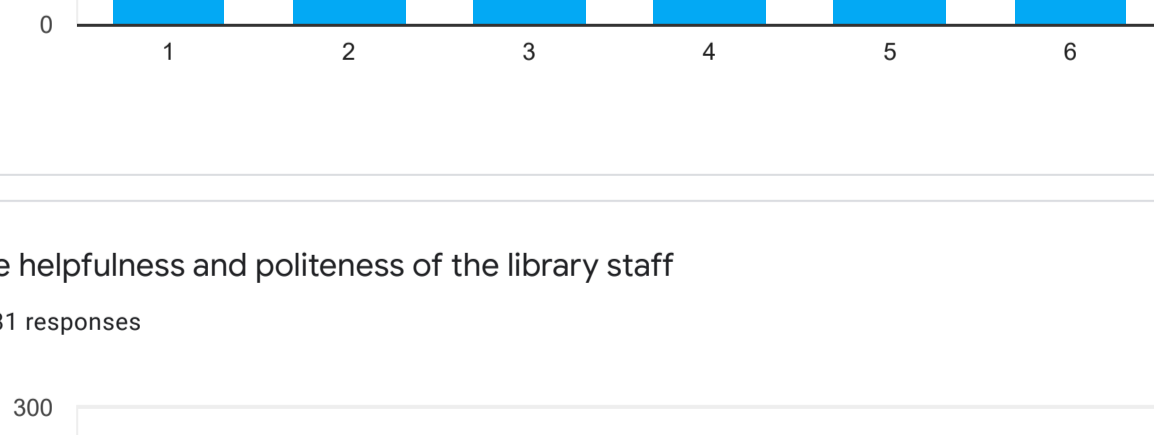 0
1 2 3 4 5 6
e helpfulness and politeness of the library staff
31 responses
300